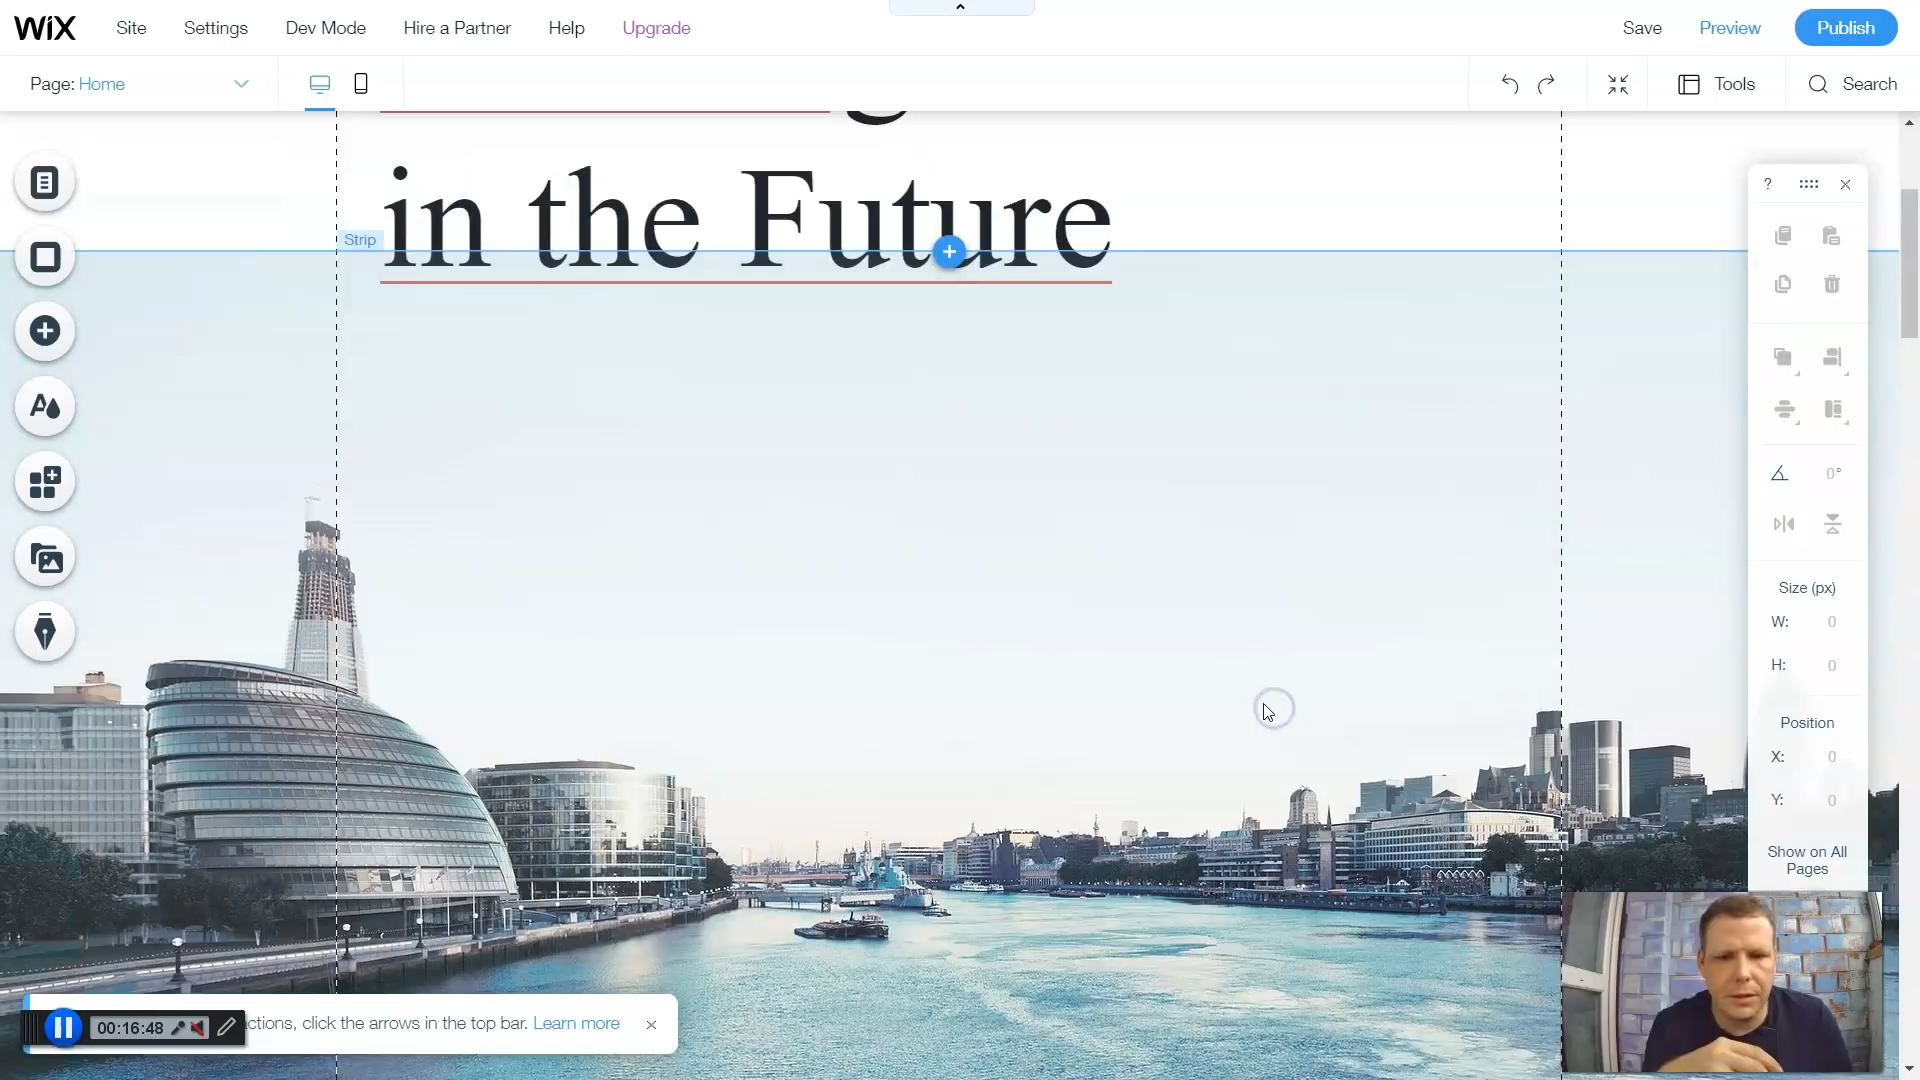 WiX Site Settings Dev Mode Hire a Partner Help Upgrade Save Preview Publish
Page: Home Tools Search
in the Future
Strip
?
0°
Size (px)
W: 0
H: 0
Position
X: 0
Y: 0
Show on All
Pages
00:16:48 ctions, click the arrows in the top bar. Learn more